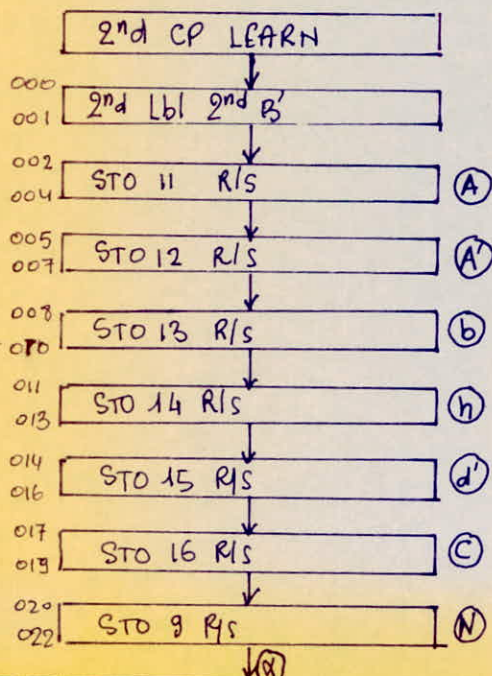 2nd CP LEARN
000
001 2nd Lbl 2nd B'
002
004 STO 11 R/S A
005
007 STO 12 R/S A'
008
010 STO 13 R/S b
011
013 STO 14 R/S h
014
016 STO 15 R/S d'
017
019 STO 16 R/S C
020
022 STO 9 R/S N
α